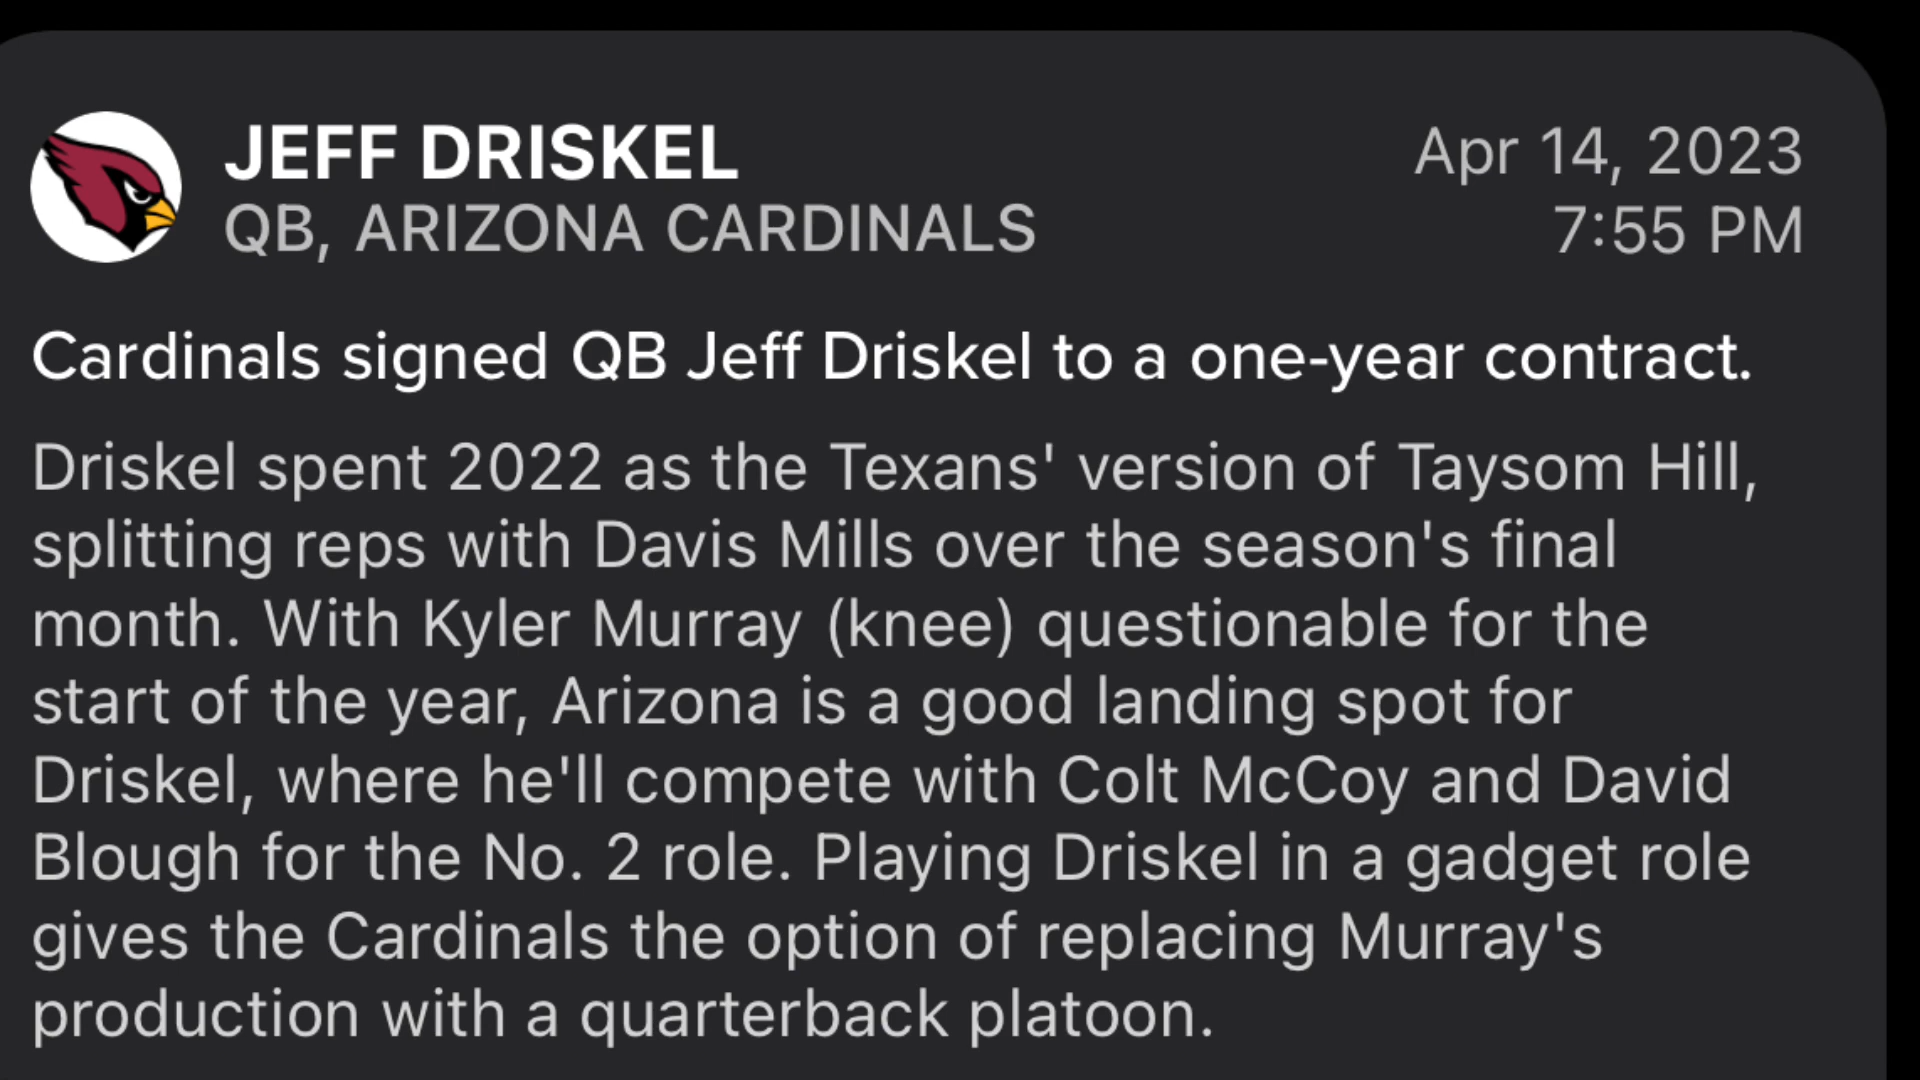 JEFF DRISKEL
QB, ARIZONA CARDINALS
Apr 14, 2023
7:55 PM
Cardinals signed QB Jeff Driskel to a one-year contract.
Driskel spent 2022 as the Texans' version of Taysom Hill,
splitting reps with Davis Mills over the season's final
month. With Kyler Murray (knee) questionable for the
start of the year, Arizona is a good landing spot for
Driskel, where he'll compete with Colt McCoy and David
Blough for the No. 2 role. Playing Driskel in a gadget role
gives the Cardinals the option of replacing Murray's
production with a quarterback platoon.